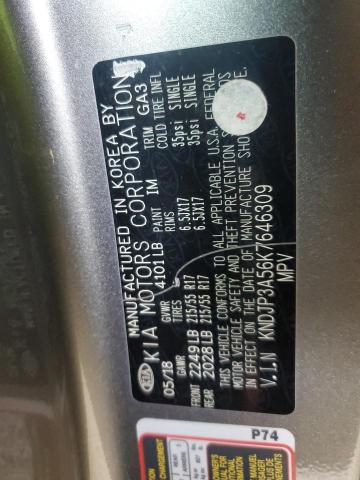 MANUFACTURED IN KOREA BY
KIA MOTORS CORPORATION
05/18 GVWR 4101LB PAINT IM TRIM GA3
GAWR TIRES RIMS COLD TIRE INFL
FRONT 2249LB 215/55 R17 6.5JX17 35psi SINGLE
REAR 2028LB 215/55 R17 6.5JX17 35psi SINGLE
THIS VEHICLE CONFORMS TO ALL APPLICABLE U.S.A. FEDERAL
MOTOR VEHICLE SAFETY AND THEFT PREVENTION STANDARDS
IN EFFECT ON THE DATE OF MANUFACTURE SHOWN
V.I.N KNDJP3A56K7646309
MPV
P74